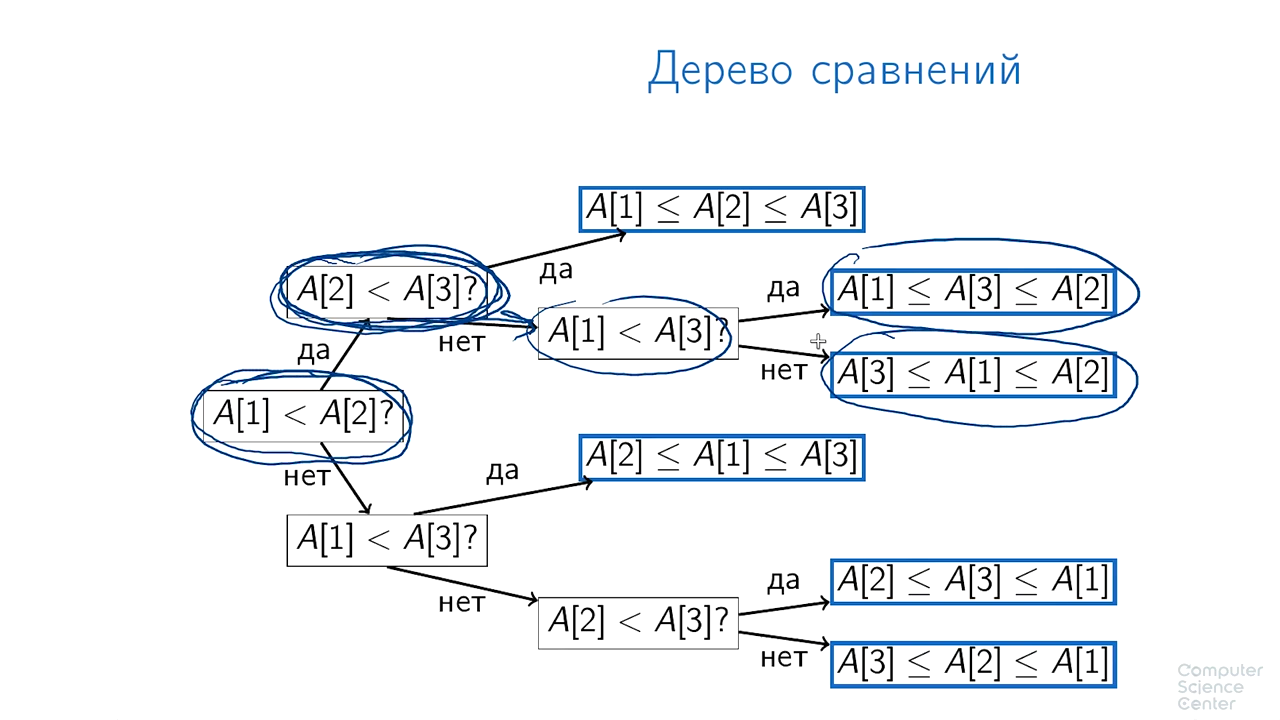 Дерево сравнений
A[1] ≤ A[2] ≤ A[3]
да
A[2] < A[3]?
да
A[1] ≤ A[3] ≤ A[2]
нет
A[1] < A[3]?
да
нет
A[3] ≤ A[1] ≤ A[2]
A[1] < A[2]?
нет
да
A[2] ≤ A[1] ≤ A[3]
A[1] < A[3]?
нет
да
A[2] ≤ A[3] ≤ A[1]
A[2] < A[3]?
нет
A[3] ≤ A[2] ≤ A[1]
Computer
Science
Center